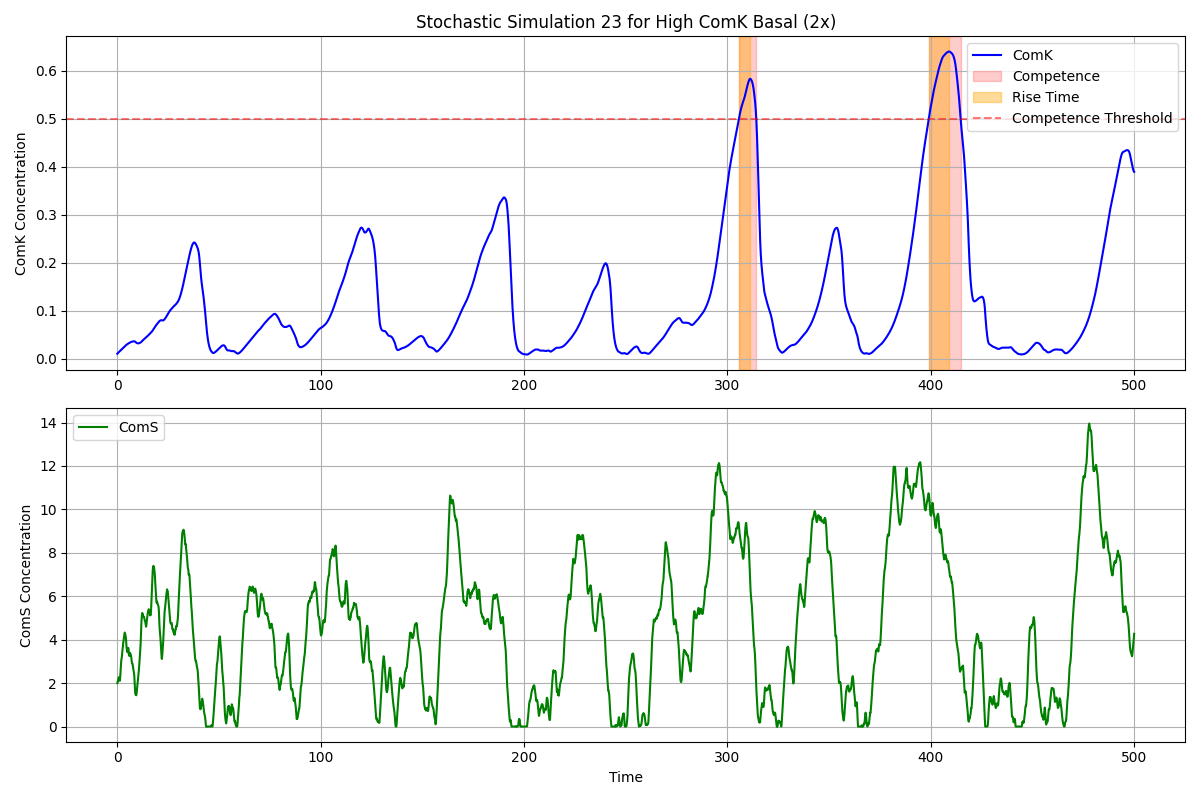 Stochastic Simulation 23 for High ComK Basal (2x)
ComK Concentration
0.6
0.5
0.4
0.3
0.2
0.1
0.0
ComK
Competence
Rise Time
Competence Threshold
0 100 200 300 400 500
ComS Concentration
14
12
10
8
6
4
2
0
ComS
0 100 200 300 400 500
Time